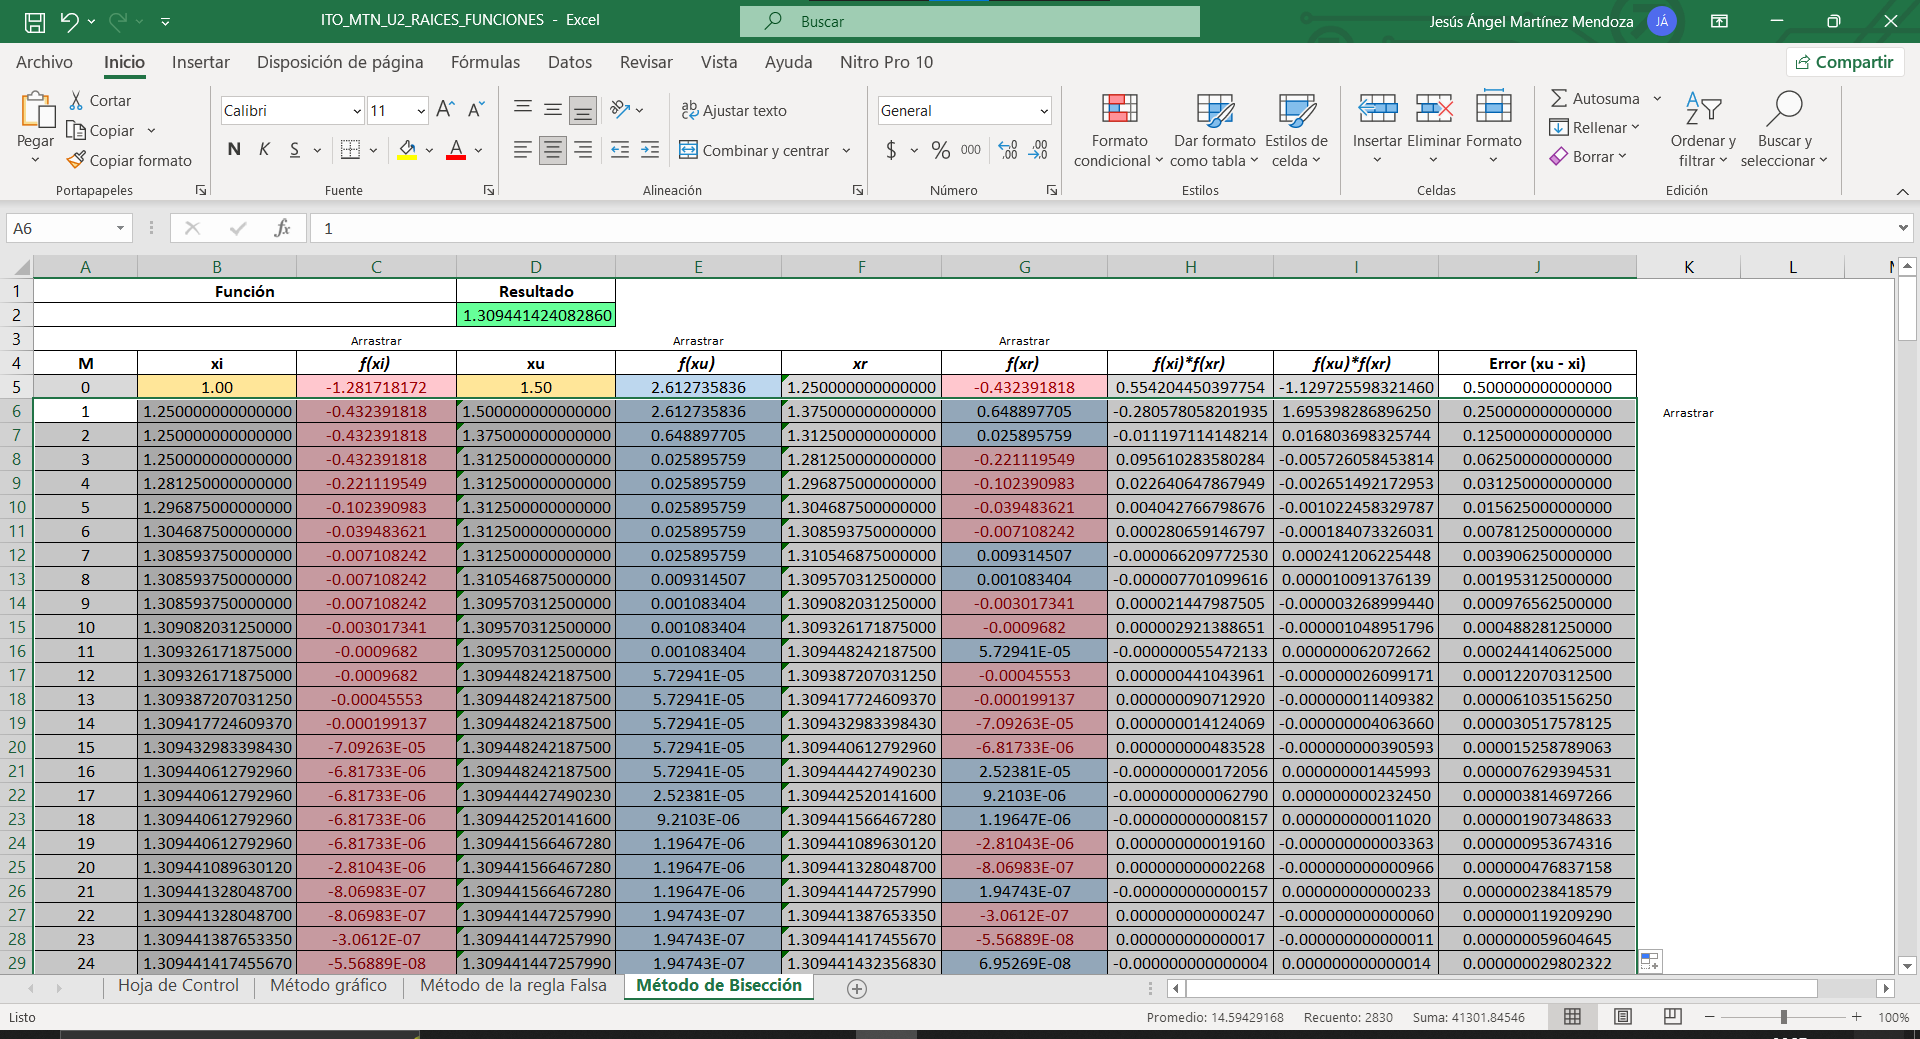 ITO_MTN_U2_RAICES_FUNCIONES - Excel
Buscar
Jesús Ángel Martínez Mendoza JÁ
Archivo Inicio Insertar Disposición de página Fórmulas Datos Revisar Vista Ayuda Nitro Pro 10 Compartir
Pegar
Cortar
Copiar
Copiar formato
Portapapeles
Calibri 11
N K S
Fuente
Ajustar texto
Combinar y centrar
Alineación
General
$ % 000
Número
Formato condicional
Dar formato como tabla
Estilos de celda
Estilos
Insertar Eliminar Formato
Celdas
Autosuma
Rellenar
Borrar
Ordenar y filtrar
Buscar y seleccionar
Edición
A6 fx 1
A B C D E F G H I J K L
1 Función Resultado
2 1.309441424082860
3 Arrastrar Arrastrar Arrastrar
4 M xi f(xi) xu f(xu) xr f(xr) f(xi)*f(xr) f(xu)*f(xr) Error (xu - xi)
5 0 1.00 -1.281718172 1.50 2.612735836 1.250000000000000 -0.432391818 0.554204450397754 -1.129725598321460 0.500000000000000
6 1 1.250000000000000 -0.432391818 1.500000000000000 2.612735836 1.375000000000000 0.648897705 -0.280578058201935 1.695398286896250 0.250000000000000 Arrastrar
7 2 1.250000000000000 -0.432391818 1.375000000000000 0.648897705 1.312500000000000 0.025895759 -0.011197114148214 0.016803698325744 0.125000000000000
8 3 1.250000000000000 -0.432391818 1.312500000000000 0.025895759 1.281250000000000 -0.221119549 0.095610283580284 -0.005726058453814 0.062500000000000
9 4 1.281250000000000 -0.221119549 1.312500000000000 0.025895759 1.296875000000000 -0.102390983 0.022640647867949 -0.002651492172953 0.031250000000000
10 5 1.296875000000000 -0.102390983 1.312500000000000 0.025895759 1.304687500000000 -0.039483621 0.004042766798676 -0.001022458329787 0.015625000000000
11 6 1.304687500000000 -0.039483621 1.312500000000000 0.025895759 1.308593750000000 -0.007108242 0.000280659146797 -0.000184073326031 0.007812500000000
12 7 1.308593750000000 -0.007108242 1.312500000000000 0.025895759 1.310546875000000 0.009314507 -0.000066209772530 0.000241206225448 0.003906250000000
13 8 1.308593750000000 -0.007108242 1.310546875000000 0.009314507 1.309570312500000 0.001083404 -0.000007701099616 0.000010091376139 0.001953125000000
14 9 1.308593750000000 -0.007108242 1.309570312500000 0.001083404 1.309082031250000 -0.003017341 0.000021447987505 -0.000003268999440 0.000976562500000
15 10 1.309082031250000 -0.003017341 1.309570312500000 0.001083404 1.309326171875000 -0.0009682 0.000002921388651 -0.000001048951796 0.000488281250000
16 11 1.309326171875000 -0.0009682 1.309570312500000 0.001083404 1.309448242187500 5.72941E-05 -0.000000055472133 0.000000062072662 0.000244140625000
17 12 1.309326171875000 -0.0009682 1.309448242187500 5.72941E-05 1.309387207031250 -0.00045553 0.000000441043961 -0.000000026099171 0.000122070312500
18 13 1.309387207031250 -0.00045553 1.309448242187500 5.72941E-05 1.309417724609370 -0.000199137 0.000000090712920 -0.000000011409382 0.000061035156250
19 14 1.309417724609370 -0.000199137 1.309448242187500 5.72941E-05 1.309432983398430 -7.09263E-05 0.000000014124069 -0.000000004063660 0.000030517578125
20 15 1.309432983398430 -7.09263E-05 1.309448242187500 5.72941E-05 1.309440612792960 -6.81733E-06 0.000000000483528 -0.000000000390593 0.000015258789063
21 16 1.309440612792960 -6.81733E-06 1.309448242187500 5.72941E-05 1.309444427490230 2.52381E-05 -0.000000000172056 0.000000001445993 0.000007629394531
22 17 1.309440612792960 -6.81733E-06 1.309444427490230 2.52381E-05 1.309442520141600 9.2103E-06 -0.000000000062790 0.000000000232450 0.000003814697266
23 18 1.309440612792960 -6.81733E-06 1.309442520141600 9.2103E-06 1.309441566467280 1.19647E-06 -0.000000000008157 0.000000000011020 0.000001907348633
24 19 1.309440612792960 -6.81733E-06 1.309441566467280 1.19647E-06 1.309441089630120 -2.81043E-06 0.000000000019160 -0.000000000003363 0.000000953674316
25 20 1.309441089630120 -2.81043E-06 1.309441566467280 1.19647E-06 1.309441328048700 -8.06983E-07 0.000000000002268 -0.000000000000966 0.000000476837158
26 21 1.309441328048700 -8.06983E-07 1.309441566467280 1.19647E-06 1.309441447257990 1.94743E-07 -0.000000000000157 0.000000000000233 0.000000238418579
27 22 1.309441328048700 -8.06983E-07 1.309441447257990 1.94743E-07 1.309441387653350 -3.0612E-07 0.000000000000247 -0.000000000000060 0.000000119209290
28 23 1.309441387653350 -3.0612E-07 1.309441447257990 1.94743E-07 1.309441417455670 -5.56889E-08 0.000000000000017 -0.000000000000011 0.000000059604645
29 24 1.309441417455670 -5.56889E-08 1.309441447257990 1.94743E-07 1.309441432356830 6.95269E-08 -0.000000000000004 0.000000000000014 0.000000029802322
Hoja de Control Método gráfico Método de la regla Falsa Método de Bisección
Listo Promedio: 14.59429168 Recuento: 2830 Suma: 41301.84546 100%